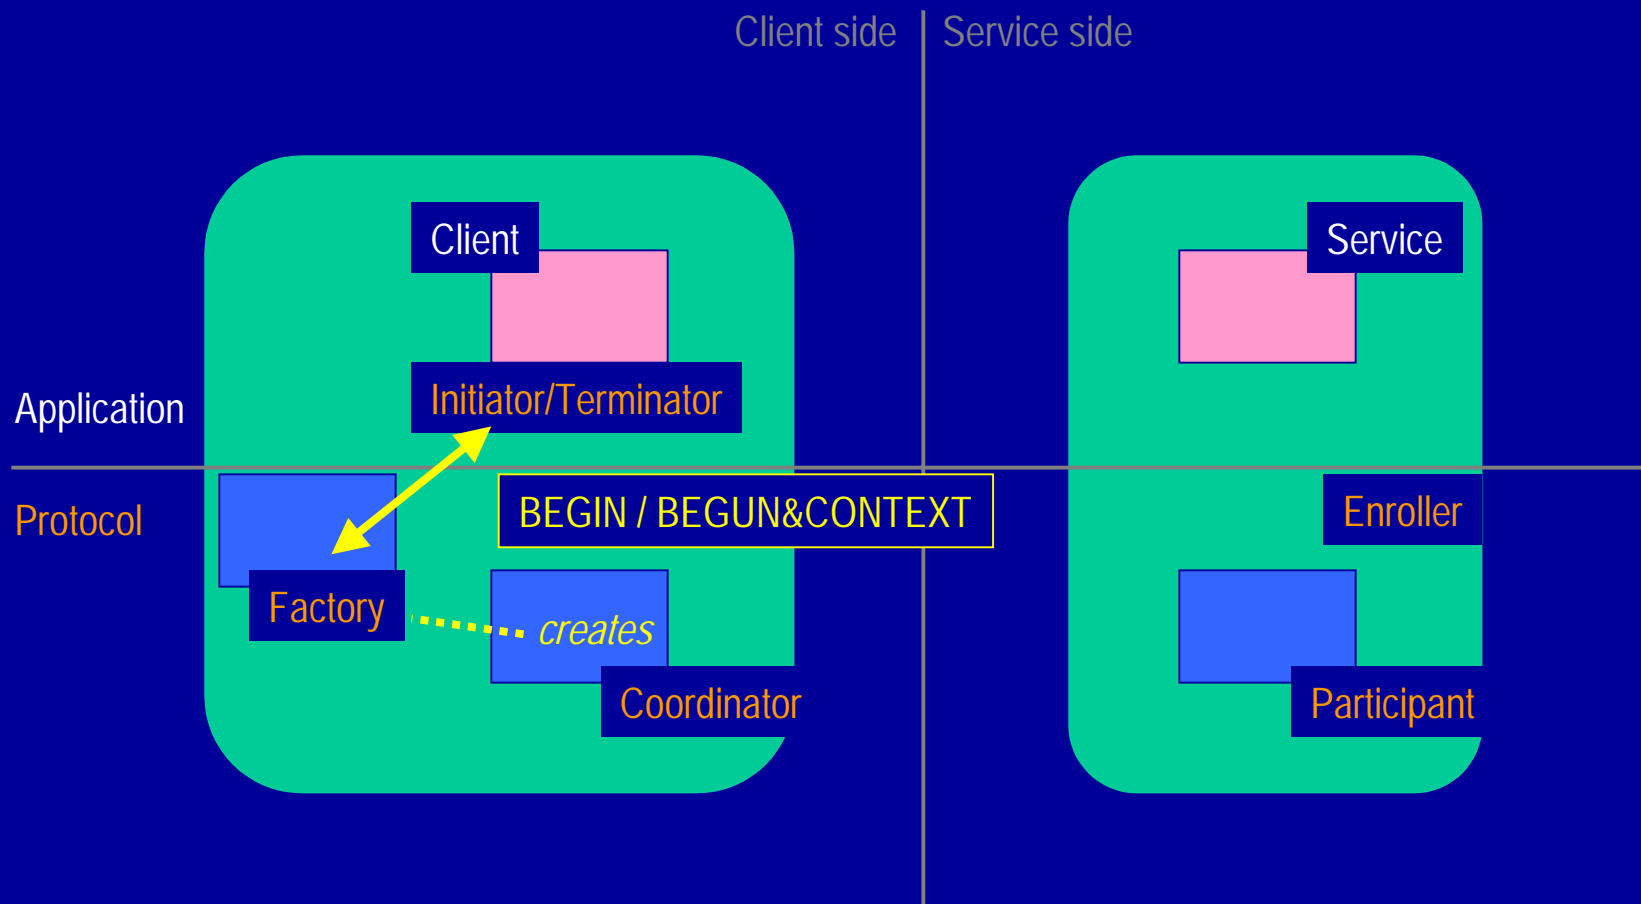 Client side
Service side
Client
Service
Initiator/Terminator
Application
Protocol
BEGIN / BEGUN&CONTEXT
Enroller
Factory
creates
Coordinator
Participant